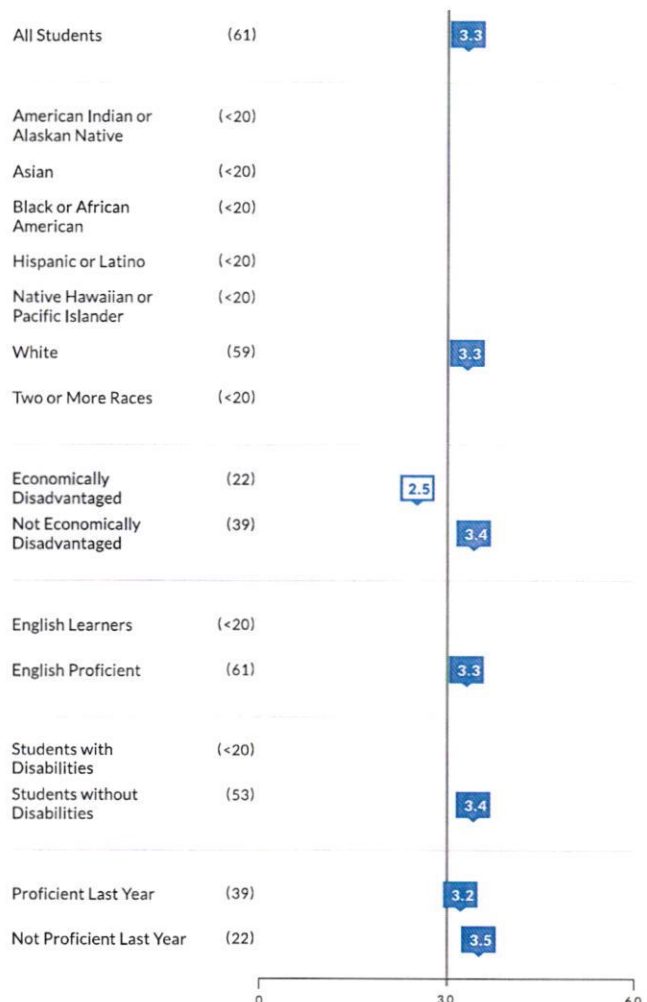 All Students (61) 3.3
American Indian or (<20)
Alaskan Native
Asian (<20)
Black or African (<20)
American
Hispanic or Latino (<20)
Native Hawaiian or (<20)
Pacific Islander
White (59) 3.3
Two or More Races (<20)
Economically (22) 2.5
Disadvantaged
Not Economically (39) 3.4
Disadvantaged
English Learners (<20)
English Proficient (61) 3.3
Students with (<20)
Disabilities
Students without (53) 3.4
Disabilities
Proficient Last Year (39) 3.2
Not Proficient Last Year (22) 3.5
0 3.0 6.0